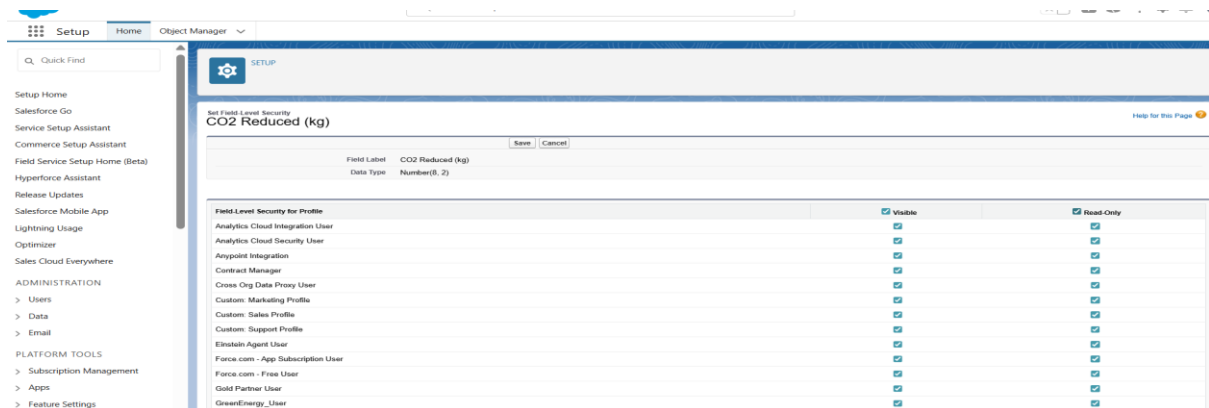 Setup
Home
Object Manager
Quick Find
Setup Home
Salesforce Go
Service Setup Assistant
Commerce Setup Assistant
Field Service Setup Home (Beta)
Hyperforce Assistant
Release Updates
Salesforce Mobile App
Lightning Usage
Optimizer
Sales Cloud Everywhere
ADMINISTRATION
> Users
> Data
> Email
PLATFORM TOOLS
> Subscription Management
> Apps
> Feature Settings
SETUP
Set Field-Level Security
CO2 Reduced (kg)
Help for this Page
Save Cancel
Field Label CO2 Reduced (kg)
Data Type Number(8, 2)
Field-Level Security for Profile Visible Read-Only
Analytics Cloud Integration User
Analytics Cloud Security User
Anypoint Integration
Contract Manager
Cross Org Data Proxy User
Custom: Marketing Profile
Custom: Sales Profile
Custom: Support Profile
Einstein Agent User
Force.com - App Subscription User
Force.com - Free User
Gold Partner User
GreenEnergy_User